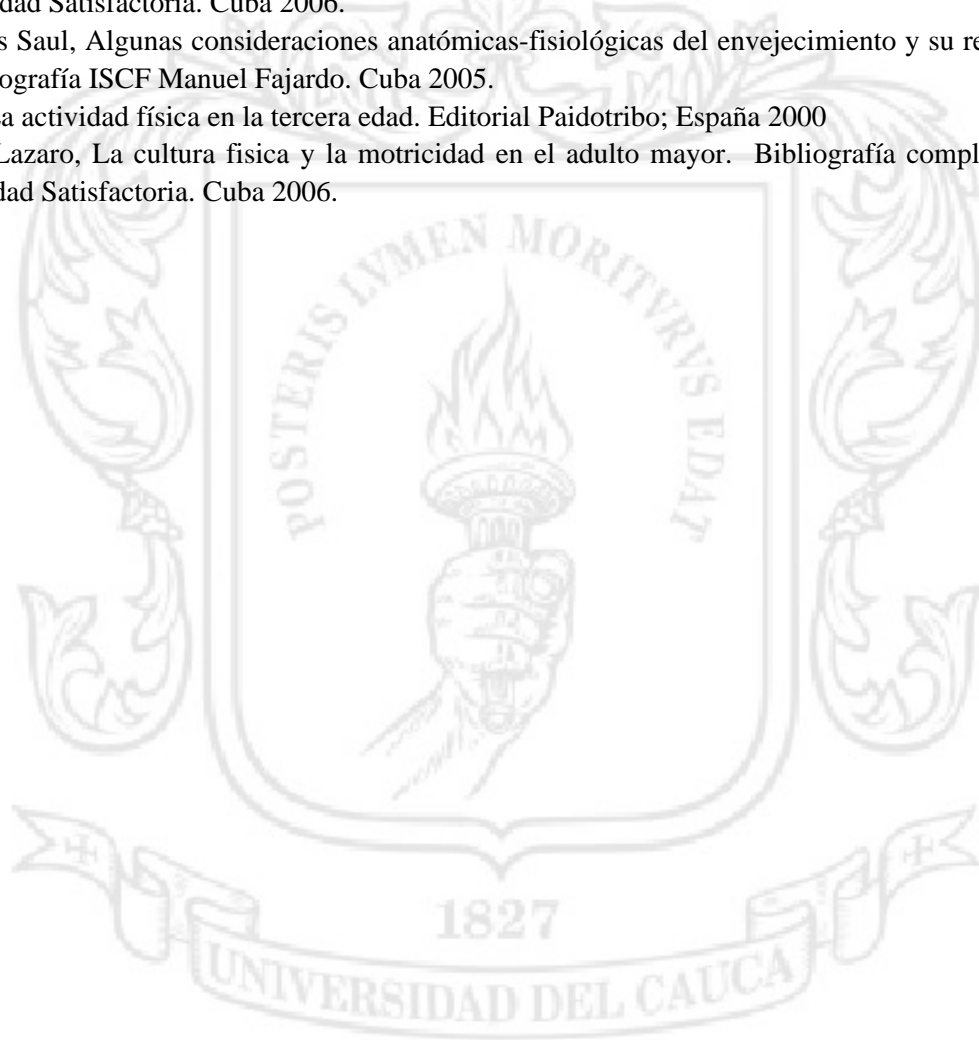 dad Satisfactoria. Cuba 2006.
s Saul, Algunas consideraciones anatómicas-fisiológicas del envejecimiento y su re
ografía ISCF Manuel Fajardo. Cuba 2005.
a actividad física en la tercera edad. Editorial Paidotribo; España 2000
Lazaro, La cultura fisica y la motricidad en el adulto mayor. Bibliografía compl
dad Satisfactoria. Cuba 2006.
POSTERIS LVMEN MORITVRVS EDAT
1827
UNIVERSIDAD DEL CAUCA